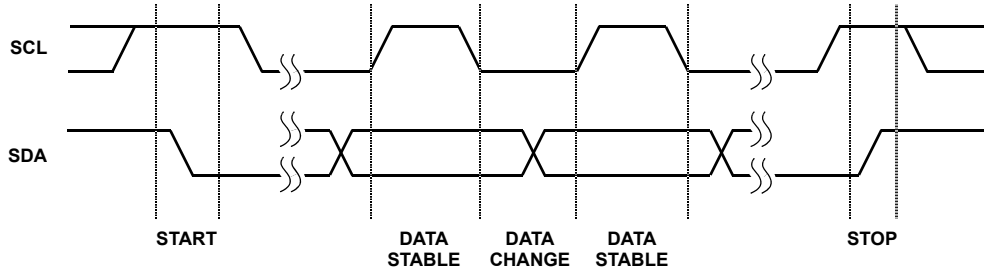 SCL
SDA
START
DATA
STABLE
DATA
CHANGE
DATA
STABLE
STOP